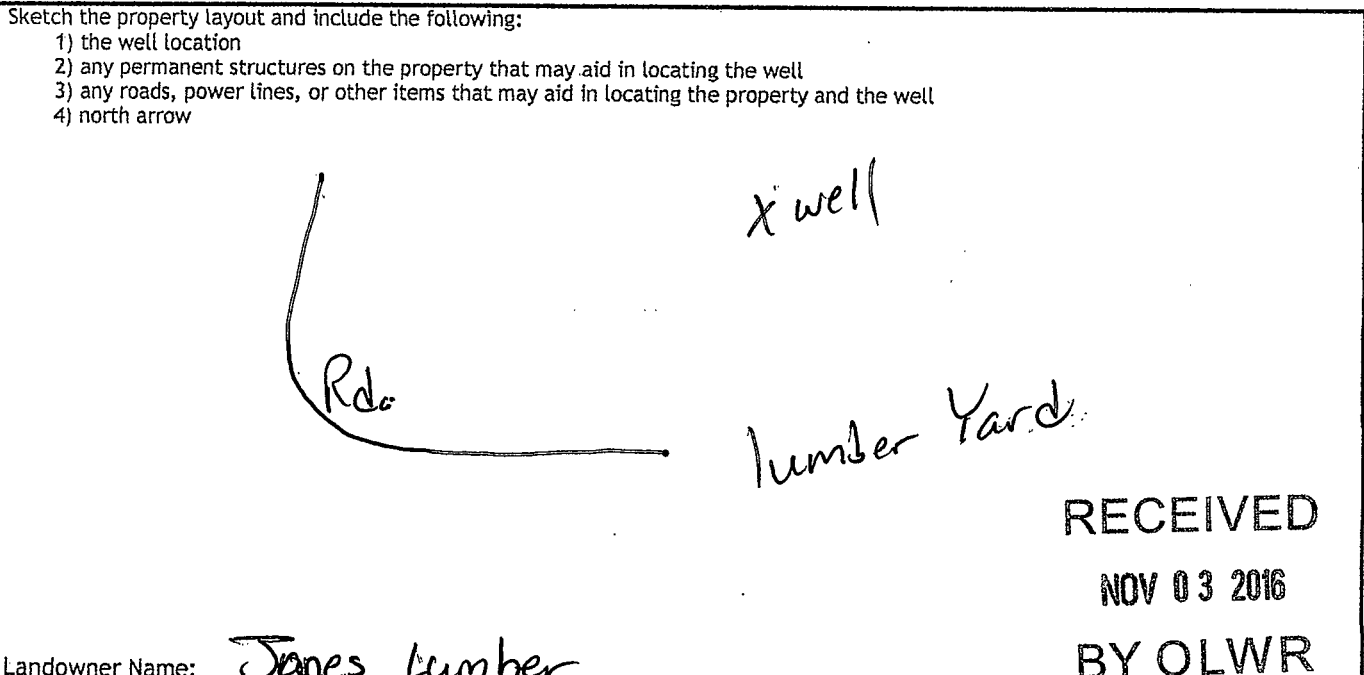 Sketch the property layout and include the following:
1) the well location
2) any permanent structures on the property that may aid in locating the well
3) any roads, power lines, or other items that may aid in locating the property and the well
4) north arrow
X well
Rd.
lumber Yard
RECEIVED
NOV 03 2016
BY OLWR
Landowner Name: Jones Lumber